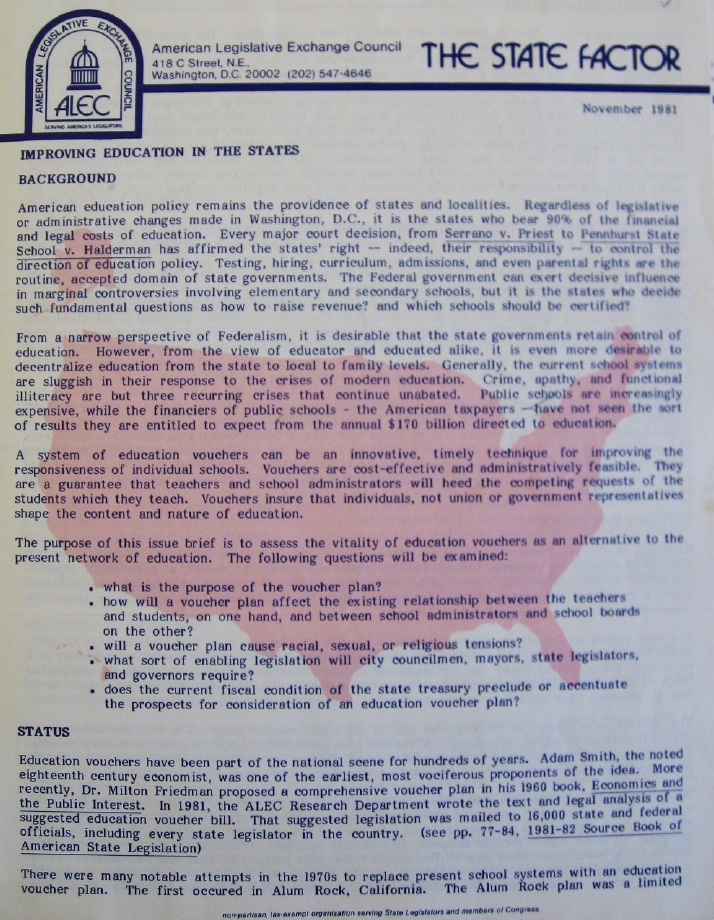 AMERICAN LEGISLATIVE EXCHANGE COUNCIL
ALEC
SERVING AMERICA'S LEGISLATORS
American Legislative Exchange Council
418 C Street, N.E.,
Washington, D.C. 20002 (202) 547-4646
THE STATE FACTOR
November 1981
IMPROVING EDUCATION IN THE STATES
BACKGROUND
American education policy remains the providence of states and localities. Regardless of legislative
or administrative changes made in Washington, D.C., it is the states who bear 90% of the financial
and legal costs of education. Every major court decision, from Serrano v. Priest to Pennhurst State
School v. Halderman has affirmed the states' right — indeed, their responsibility — to control the
direction of education policy. Testing, hiring, curriculum, admissions, and even parental rights are the
routine, accepted domain of state governments. The Federal government can exert decisive influence
in marginal controversies involving elementary and secondary schools, but it is the states who decide
such fundamental questions as how to raise revenue? and which schools should be certified?
From a narrow perspective of Federalism, it is desirable that the state governments retain control of
education. However, from the view of educator and educated alike, it is even more desirable to
decentralize education from the state to local to family levels. Generally, the current school systems
are sluggish in their response to the crises of modern education. Crime, apathy, and functional
illiteracy are but three recurring crises that continue unabated. Public schools are increasingly
expensive, while the financiers of public schools - the American taxpayers — have not seen the sort
of results they are entitled to expect from the annual $170 billion directed to education.
A system of education vouchers can be an innovative, timely technique for improving the
responsiveness of individual schools. Vouchers are cost-effective and administratively feasible. They
are a guarantee that teachers and school administrators will heed the competing requests of the
students which they teach. Vouchers insure that individuals, not union or government representatives
shape the content and nature of education.
The purpose of this issue brief is to assess the vitality of education vouchers as an alternative to the
present network of education. The following questions will be examined:
• what is the purpose of the voucher plan?
• how will a voucher plan affect the existing relationship between the teachers
and students, on one hand, and between school administrators and school boards
on the other?
• will a voucher plan cause racial, sexual, or religious tensions?
• what sort of enabling legislation will city councilmen, mayors, state legislators,
and governors require?
• does the current fiscal condition of the state treasury preclude or accentuate
the prospects for consideration of an education voucher plan?
STATUS
Education vouchers have been part of the national scene for hundreds of years. Adam Smith, the noted
eighteenth century economist, was one of the earliest, most vociferous proponents of the idea. More
recently, Dr. Milton Friedman proposed a comprehensive voucher plan in his 1960 book, Economics and
the Public Interest. In 1981, the ALEC Research Department wrote the text and legal analysis of a
suggested education voucher bill. That suggested legislation was mailed to 16,000 state and federal
officials, including every state legislator in the country. (see pp. 77-84, 1981-82 Source Book of
American State Legislation)
There were many notable attempts in the 1970s to replace present school systems with an education
voucher plan. The first occured in Alum Rock, California. The Alum Rock plan was a limited
non-partisan, tax-exempt organization serving State Legislators and members of Congress